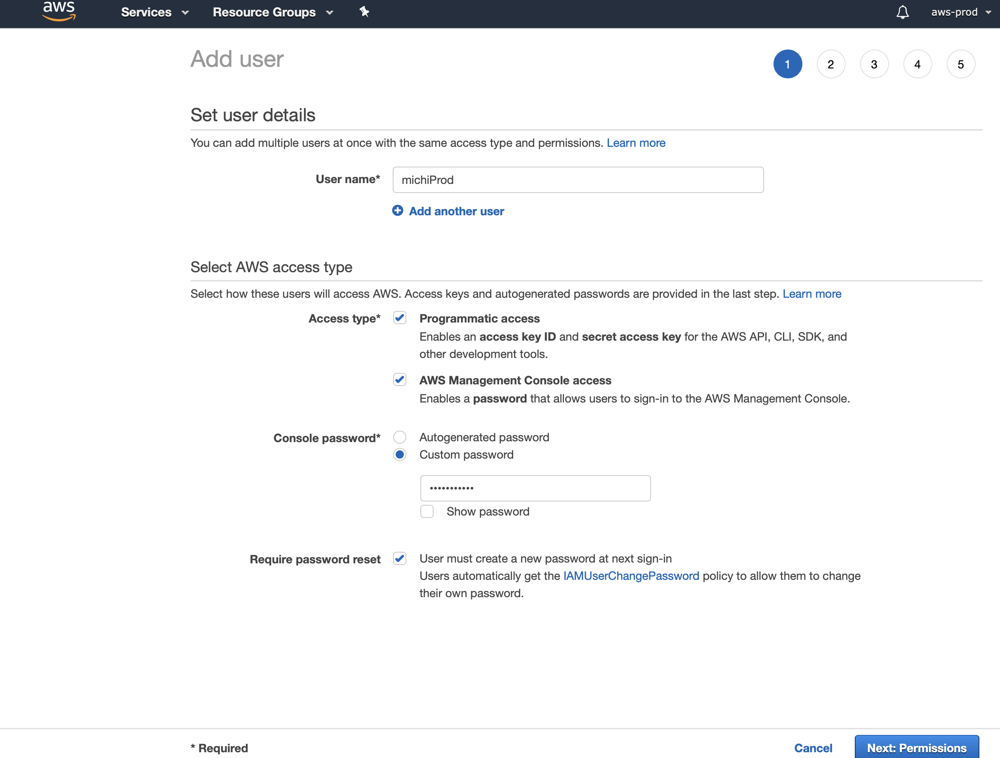 aws Services Resource Groups aws-prod
Add user
1 2 3 4 5
Set user details
You can add multiple users at once with the same access type and permissions. Learn more
User name* michiProd
Add another user
Select AWS access type
Select how these users will access AWS. Access keys and autogenerated passwords are provided in the last step. Learn more
Access type* Programmatic access
Enables an access key ID and secret access key for the AWS API, CLI, SDK, and
other development tools.
AWS Management Console access
Enables a password that allows users to sign-in to the AWS Management Console.
Console password* Autogenerated password
Custom password
•••••••••••
Show password
Require password reset User must create a new password at next sign-in
Users automatically get the IAMUserChangePassword policy to allow them to change
their own password.
* Required Cancel Next: Permissions